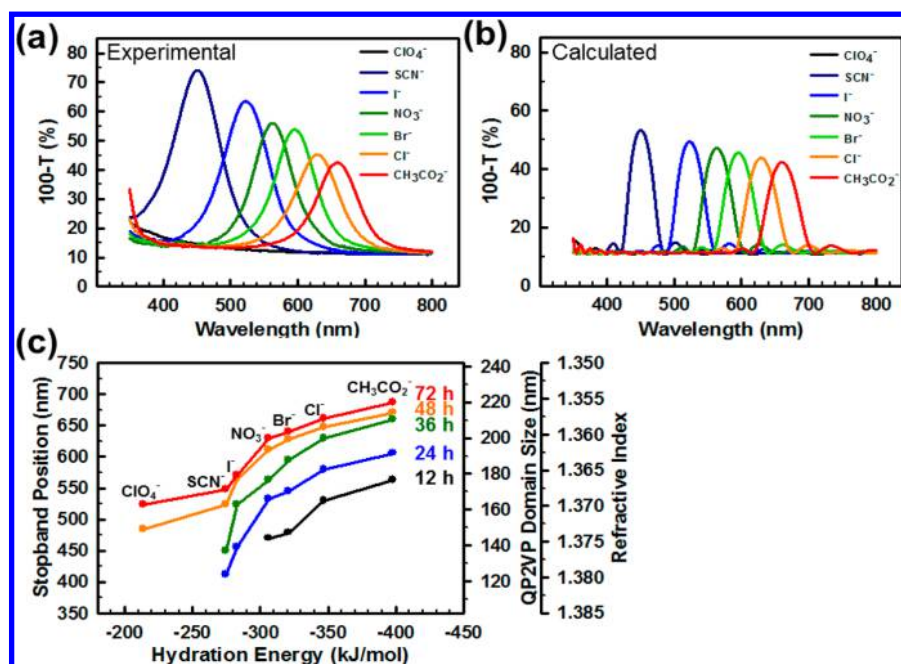 (a)
Experimental
100-T (%)
80
70
60
50
40
30
20
10
0
400 500 600 700 800
Wavelength (nm)
ClO₄⁻
SCN⁻
I⁻
NO₃⁻
Br⁻
Cl⁻
CH₃CO₂⁻
(b)
Calculated
100-T (%)
80
70
60
50
40
30
20
10
0
400 500 600 700 800
Wavelength (nm)
ClO₄⁻
SCN⁻
I⁻
NO₃⁻
Br⁻
Cl⁻
CH₃CO₂⁻
(c)
Stopband Position (nm)
750
700
650
600
550
500
450
400
350
-200 -250 -300 -350 -400 -450
Hydration Energy (kJ/mol)
ClO₄⁻
SCN⁻
I⁻
NO₃⁻
Br⁻
Cl⁻
CH₃CO₂⁻
72 h
48 h
36 h
24 h
12 h
QP2VP Domain Size (nm)
240
220
200
180
160
140
120
Refractive Index
1.350
1.355
1.360
1.365
1.370
1.375
1.380
1.385